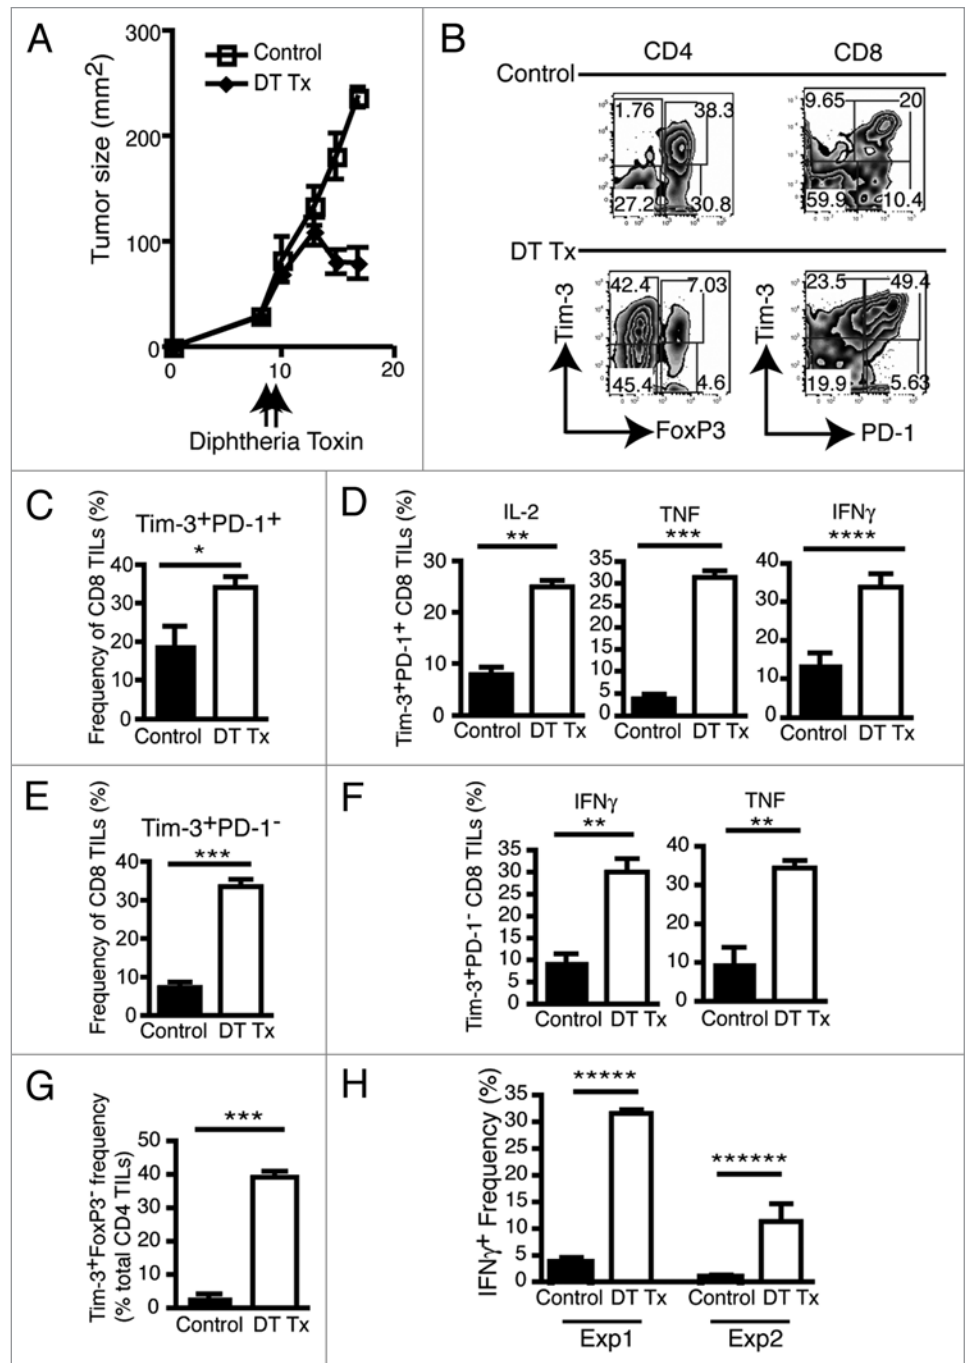 A
Tumor size (mm2)
300
200
100
0
Control
DT Tx
0
10
20
Diphtheria Toxin
B
CD4
CD8
Control
1.76
38.3
27.2
30.8
9.65
20
59.9
10.4
DT Tx
42.4
7.03
45.4
4.6
23.5
49.4
19.9
5.63
Tim-3
FoxP3
Tim-3
PD-1
C
Tim-3+PD-1+
*
Frequency of CD8 TILs (%)
40
30
20
10
0
Control DT Tx
D
Tim-3+PD-1+ CD8 TILs (%)
IL-2
**
30
20
10
0
Control DT Tx
TNF
***
35
30
25
20
15
10
5
0
Control DT Tx
IFNγ
****
40
30
20
10
0
Control DT Tx
E
Tim-3+PD-1-
***
Frequency of CD8 TILs (%)
40
30
20
10
0
Control DT Tx
F
Tim-3+PD-1- CD8 TILs (%)
IFNγ
**
35
30
25
20
15
10
5
0
Control DT Tx
TNF
**
40
30
20
10
0
Control DT Tx
G
Tim-3+FoxP3- frequency
(% total CD4 TILs)
***
50
40
30
20
10
0
Control DT Tx
H
IFNγ+ Frequency (%)
*****
******
35
30
25
20
15
10
5
0
Control DT Tx Control DT Tx
Exp1
Exp2